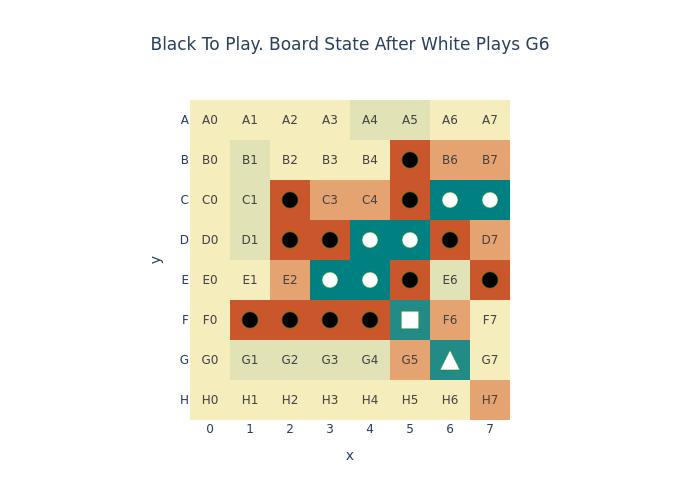 Black To Play. Board State After White Plays G6
A A0 A1 A2 A3 A4 A5 A6 A7
B B0 B1 B2 B3 B4 B6 B7
C C0 C1 C3 C4
D D0 D1 D7
E E0 E1 E2 E6
F F0 F6 F7
G G0 G1 G2 G3 G4 G5 G7
H H0 H1 H2 H3 H4 H5 H6 H7
0 1 2 3 4 5 6 7
x
y